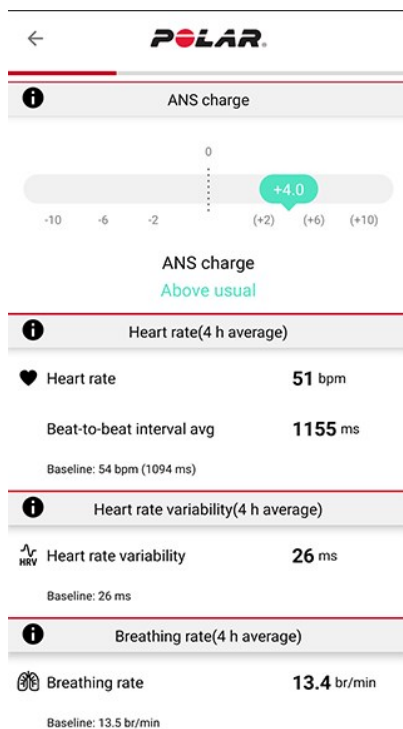 POLAR.
ANS charge
0
+4.0
-10 -6 -2 (+2) (+6) (+10)
ANS charge
Above usual
Heart rate(4 h average)
Heart rate 51 bpm
Beat-to-beat interval avg 1155 ms
Baseline: 54 bpm (1094 ms)
Heart rate variability(4 h average)
HRV Heart rate variability 26 ms
Baseline: 26 ms
Breathing rate(4 h average)
Breathing rate 13.4 br/min
Baseline: 13.5 br/min